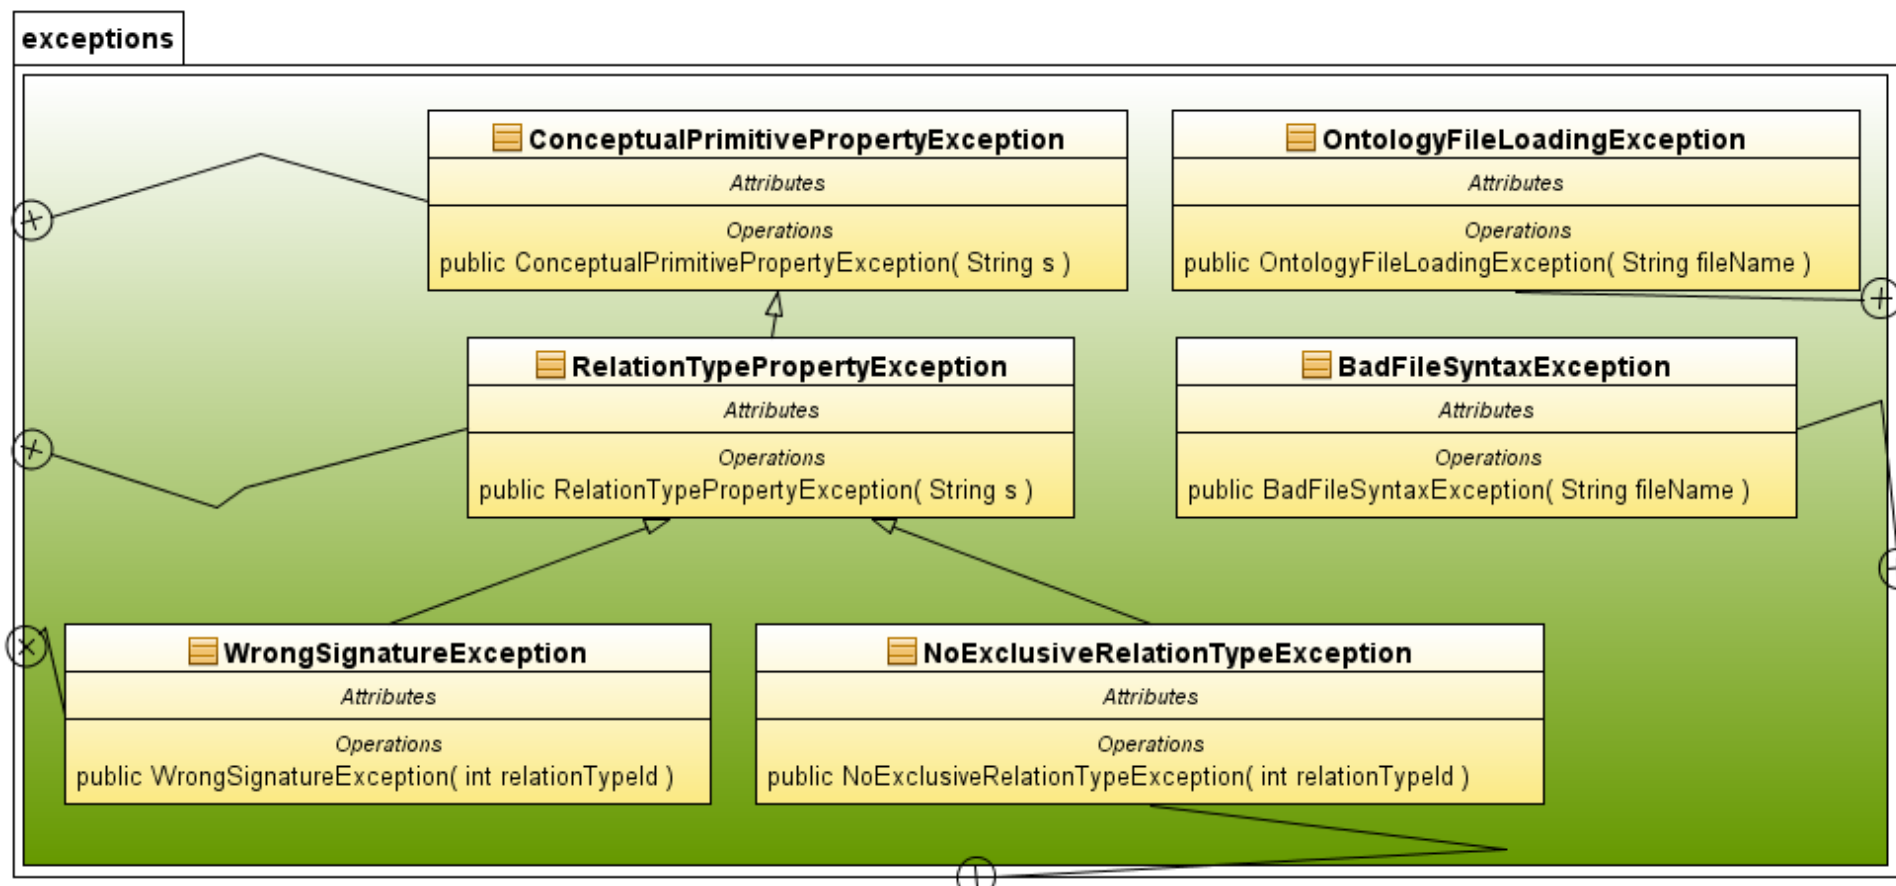 exceptions
ConceptualPrimitivePropertyException
Attributes
Operations
public ConceptualPrimitivePropertyException( String s )
OntologyFileLoadingException
Attributes
Operations
public OntologyFileLoadingException( String fileName )
RelationTypePropertyException
Attributes
Operations
public RelationTypePropertyException( String s )
BadFileSyntaxException
Attributes
Operations
public BadFileSyntaxException( String fileName )
WrongSignatureException
Attributes
Operations
public WrongSignatureException( int relationTypeId )
NoExclusiveRelationTypeException
Attributes
Operations
public NoExclusiveRelationTypeException( int relationTypeId )